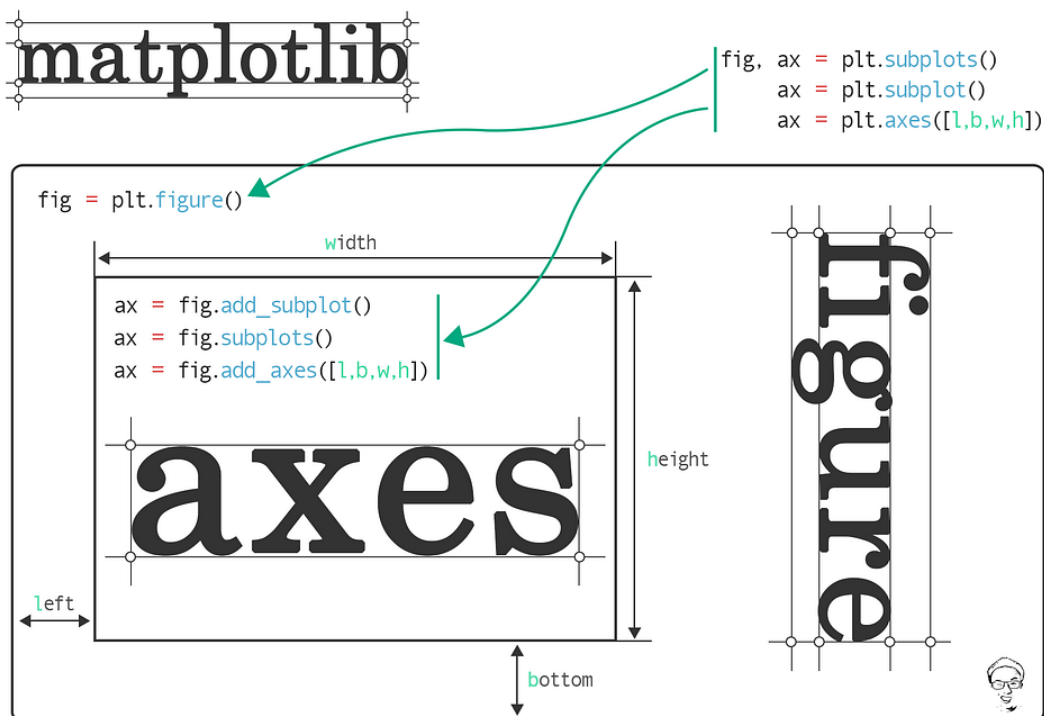 matplotlib
fig, ax = plt.subplots()
ax = plt.subplot()
ax = plt.axes([l,b,w,h])
fig = plt.figure()
width
ax = fig.add_subplot()
ax = fig.subplots()
ax = fig.add_axes([l,b,w,h])
axes
height
left
bottom
figure